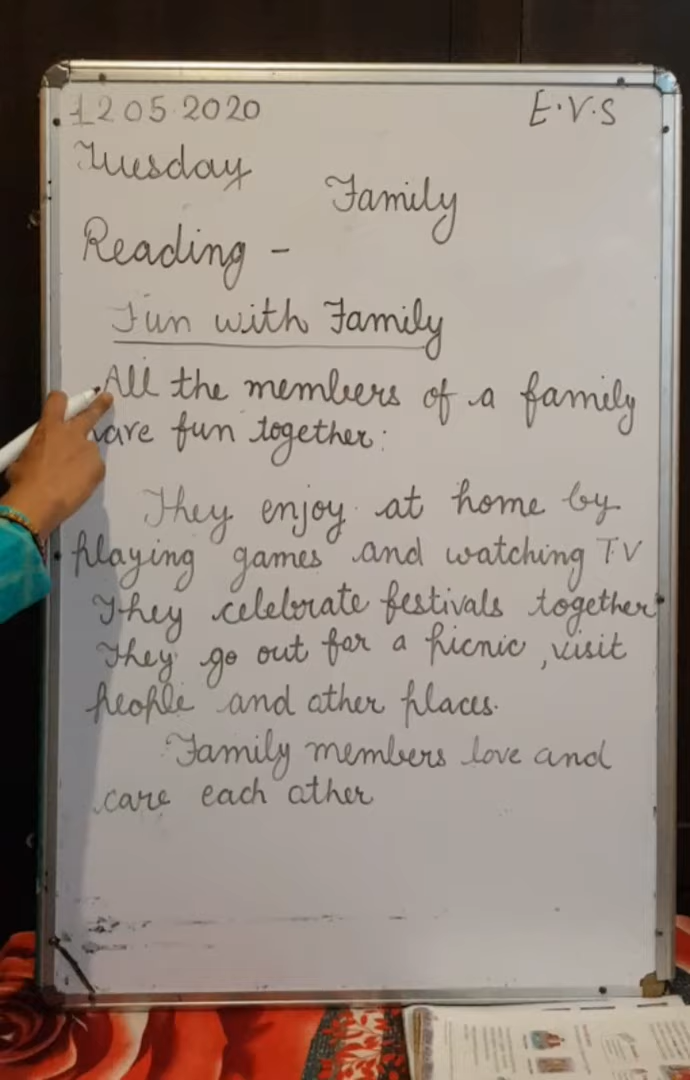 12 05.2020
E.V.S
Tuesday
Family
Reading -
Fun with Family
All the members of a family
have fun together:
They enjoy at home by
playing games and watching T.V
They celebrate festivals together
They go out for a picnic, visit
people and other places.
Family members love and
care each other